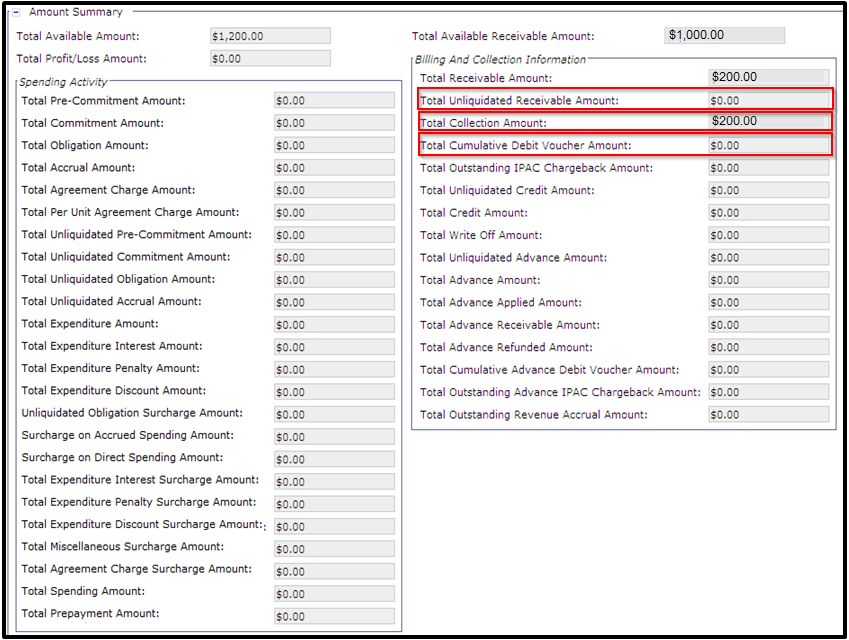 Amount Summary
Total Available Amount: $1,200.00
Total Profit/Loss Amount: $0.00
Spending Activity
Total Pre-Commitment Amount: $0.00
Total Commitment Amount: $0.00
Total Obligation Amount: $0.00
Total Accrual Amount: $0.00
Total Agreement Charge Amount: $0.00
Total Per Unit Agreement Charge Amount: $0.00
Total Unliquidated Pre-Commitment Amount: $0.00
Total Unliquidated Commitment Amount: $0.00
Total Unliquidated Obligation Amount: $0.00
Total Unliquidated Accrual Amount: $0.00
Total Expenditure Amount: $0.00
Total Expenditure Interest Amount: $0.00
Total Expenditure Penalty Amount: $0.00
Total Expenditure Discount Amount: $0.00
Unliquidated Obligation Surcharge Amount: $0.00
Surcharge on Accrued Spending Amount: $0.00
Surcharge on Direct Spending Amount: $0.00
Total Expenditure Interest Surcharge Amount: $0.00
Total Expenditure Penalty Surcharge Amount: $0.00
Total Expenditure Discount Surcharge Amount:: $0.00
Total Miscellaneous Surcharge Amount: $0.00
Total Agreement Charge Surcharge Amount: $0.00
Total Spending Amount: $0.00
Total Prepayment Amount: $0.00
Total Available Receivable Amount: $1,000.00
Billing And Collection Information
Total Receivable Amount: $200.00
Total Unliquidated Receivable Amount: $0.00
Total Collection Amount: $200.00
Total Cumulative Debit Voucher Amount: $0.00
Total Outstanding IPAC Chargeback Amount: $0.00
Total Unliquidated Credit Amount: $0.00
Total Credit Amount: $0.00
Total Write Off Amount: $0.00
Total Unliquidated Advance Amount: $0.00
Total Advance Amount: $0.00
Total Advance Applied Amount: $0.00
Total Advance Receivable Amount: $0.00
Total Advance Refunded Amount: $0.00
Total Cumulative Advance Debit Voucher Amount: $0.00
Total Outstanding Advance IPAC Chargeback Amount: $0.00
Total Outstanding Revenue Accrual Amount: $0.00